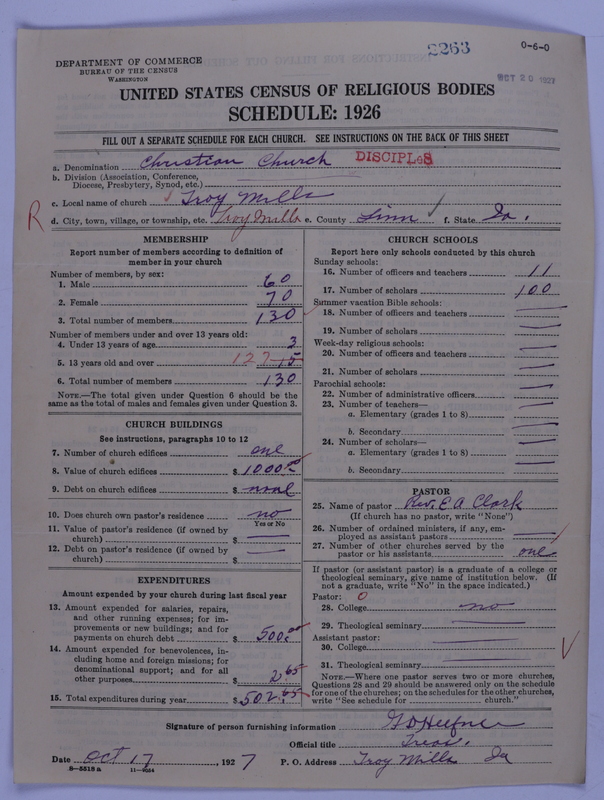 2263
0-6-0
OCT 20 1927
DEPARTMENT OF COMMERCE
BUREAU OF THE CENSUS
WASHINGTON
UNITED STATES CENSUS OF RELIGIOUS BODIES
SCHEDULE: 1926
FILL OUT A SEPARATE SCHEDULE FOR EACH CHURCH. SEE INSTRUCTIONS ON THE BACK OF THIS SHEET
a. Denomination Christian Church DISCIPLES
b. Division (Association, Conference,
Diocese, Presbytery, Synod, etc.)
c. Local name of church Troy Mills
R d. City, town, village, or township, etc. Troy Mills e. County Linn f. State Ia.
MEMBERSHIP
Report number of members according to definition of
member in your church
Number of members, by sex:
1. Male 60
2. Female 70
3. Total number of members 130
Number of members under and over 13 years old:
4. Under 13 years of age 3
5. 13 years old and over 127 15
6. Total number of members 130
NOTE.—The total given under Question 6 should be the
same as the total of males and females given under Question 3.
CHURCH BUILDINGS
See instructions, paragraphs 10 to 12
7. Number of church edifices one
8. Value of church edifices $ 1000.00
9. Debt on church edifices $ none
10. Does church own pastor's residence no
Yes or No
11. Value of pastor's residence (if owned by
church) $
12. Debt on pastor's residence (if owned by
church) $
EXPENDITURES
Amount expended by your church during last fiscal year
13. Amount expended for salaries, repairs,
and other running expenses; for im-
provements or new buildings; and for
payments on church debt $ 500.00
14. Amount expended for benevolences, in-
cluding home and foreign missions; for
denominational support; and for all
other purposes $ 2.65
15. Total expenditures during year $ 502.65
CHURCH SCHOOLS
Report here only schools conducted by this church
Sunday schools:
16. Number of officers and teachers 11
17. Number of scholars 100
Summer vacation Bible schools:
18. Number of officers and teachers
19. Number of scholars
Week-day religious schools:
20. Number of officers and teachers
21. Number of scholars
Parochial schools:
22. Number of administrative officers
23. Number of teachers—
a. Elementary (grades 1 to 8)
b. Secondary
24. Number of scholars—
a. Elementary (grades 1 to 8)
b. Secondary
PASTOR
25. Name of pastor Rev. E A Clark
(If church has no pastor, write "None")
26. Number of ordained ministers, if any, em-
ployed as assistant pastors
27. Number of other churches served by the
pastor or his assistants one
If pastor (or assistant pastor) is a graduate of a college or
theological seminary, give name of institution below. (If
not a graduate, write "No" in the space indicated.)
Pastor: 0
28. College no
29. Theological seminary
Assistant pastor:
30. College
31. Theological seminary
NOTE.—Where one pastor serves two or more churches,
Questions 28 and 29 should be answered only on the schedule
for one of the churches; on the schedules for the other churches,
write "See schedule for church."
Signature of person furnishing information G D Heefner
Official title Treas.
Date Oct 17, 1927 P. O. Address Troy Mills Ia
8—5518 a 11—9054